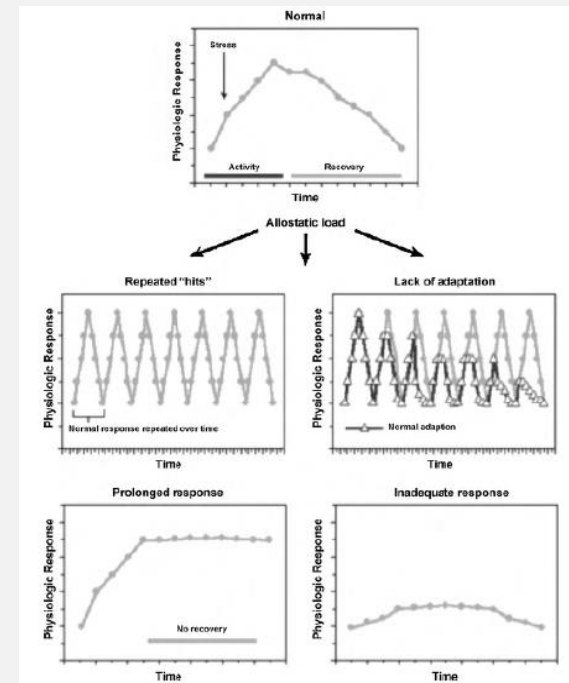 Normal
Physiologic Response
Stress
Activity
Recovery
Time
Allostatic load
Repeated "hits"
Physiologic Response
Normal response repeated over time
Time
Lack of adaptation
Physiologic Response
Normal adaption
Time
Prolonged response
Physiologic Response
No recovery
Time
Inadequate response
Physiologic Response
Time